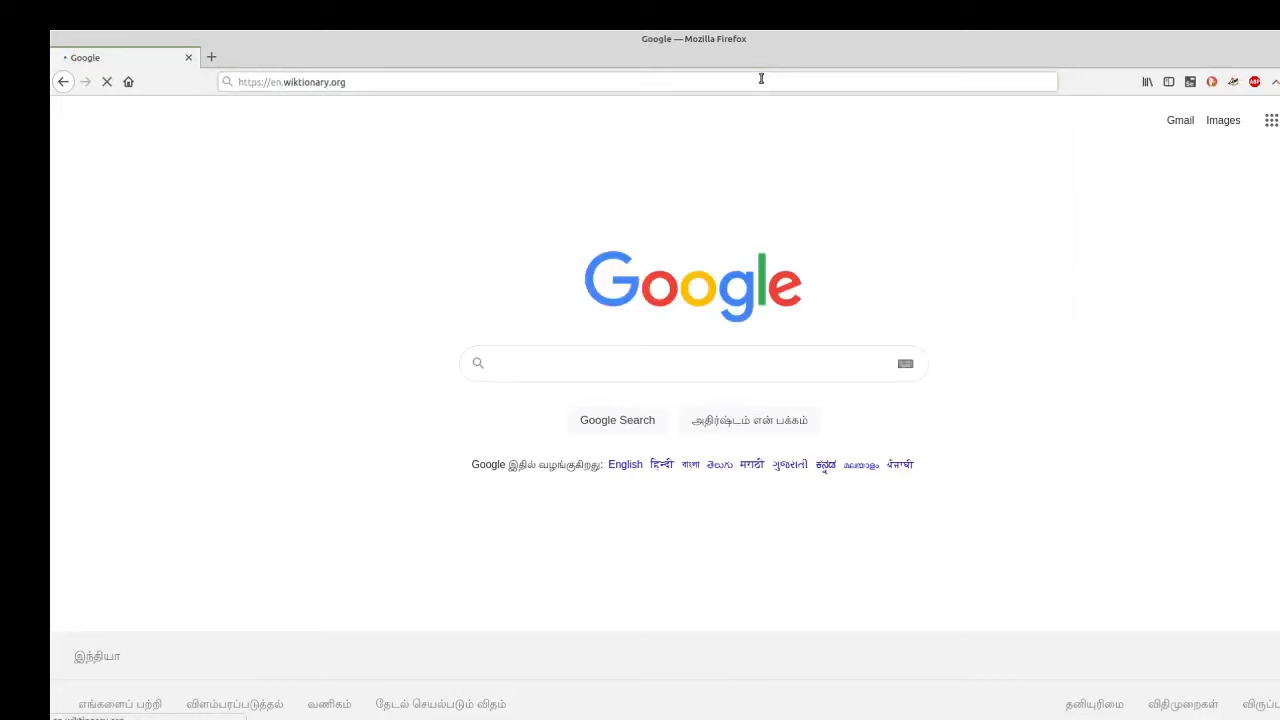 Google — Mozilla Firefox
Google
https://en.wiktionary.org
Gmail Images
Google
Google Search அதிர்ஷ்டம் என் பக்கம்
Google இதில் வழங்குகிறது: English हिन्दी বাংলা తెలుగు मराठी ગુજરાતી ಕನ್ನಡ മലയാളം ਪੰਜਾਬੀ
இந்தியா
எங்களைப் பற்றி விளம்பரப்படுத்தல் வணிகம் தேடல் செயல்படும் விதம் தனியுரிமை விதிமுறைகள்